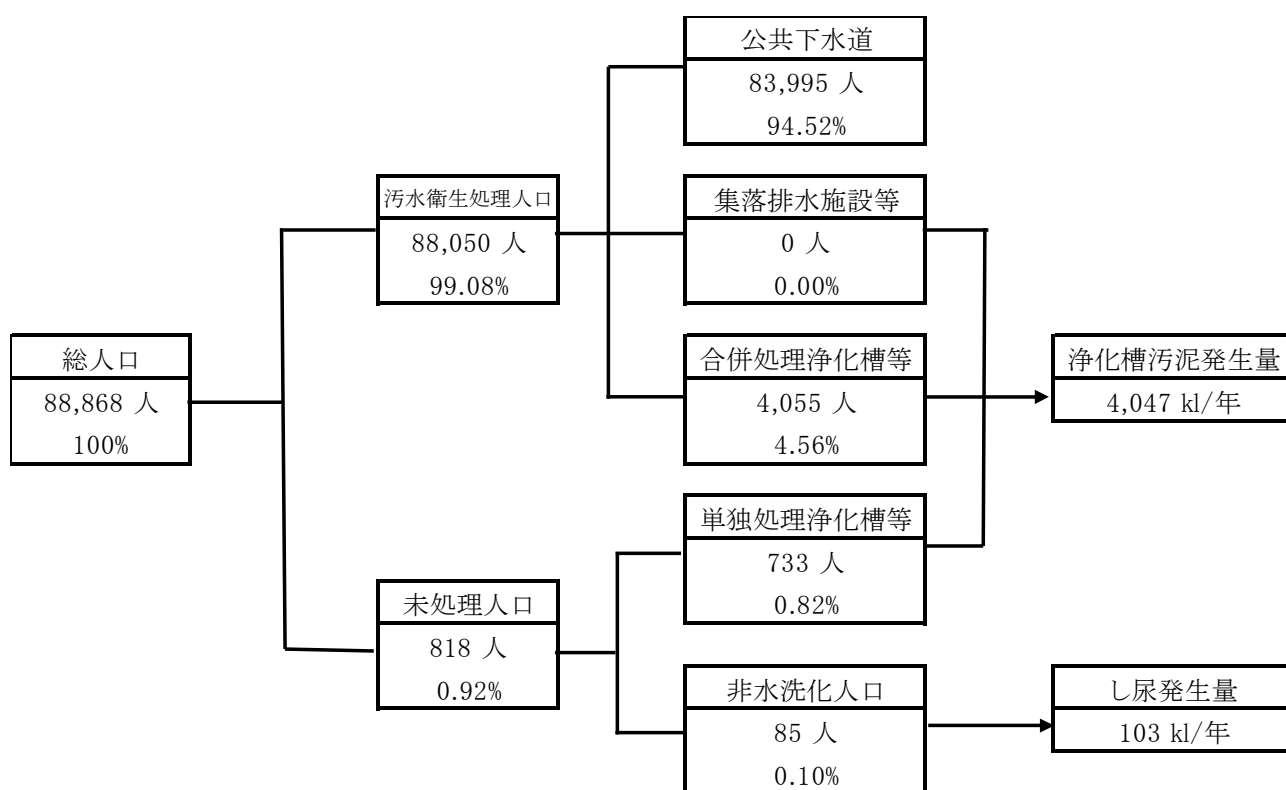 総人口
88,868 人
100%
汚水衛生処理人口
88,050 人
99.08%
未処理人口
818 人
0.92%
公共下水道
83,995 人
94.52%
集落排水施設等
0 人
0.00%
合併処理浄化槽等
4,055 人
4.56%
単独処理浄化槽等
733 人
0.82%
非水洗化人口
85 人
0.10%
浄化槽汚泥発生量
4,047 kl/年
し尿発生量
103 kl/年